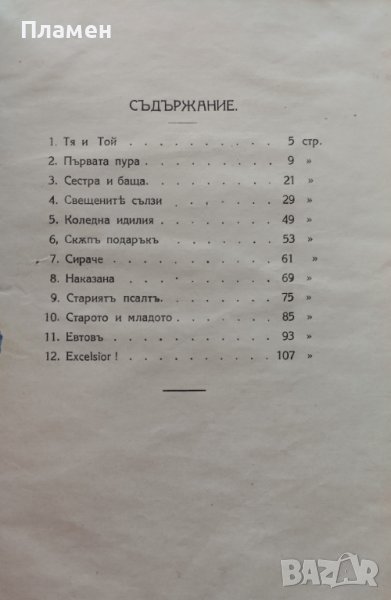 Пламен
СЪДЪРЖАНИЕ.
1. Тя и Той . . . . . . . . . . 5 стр.
2. Първата пура . . . . . . . . . 9 »
3. Сестра и баща. . . . . . . . . 21 »
4. Свещенитѣ сълзи . . . . . . . 29 »
5. Коледна идилия . . . . . . . . 49 »
6. Скѫпъ подаръкъ . . . . . . . 53 »
7. Сираче . . . . . . . . . . . 61 »
8. Наказана . . . . . . . . . . 69 »
9. Стариятъ псалтъ. . . . . . . . 75 »
10. Старото и младото . . . . . . . 85 »
11. Евтовъ . . . . . . . . . . . 93 »
12. Excelsior ! . . . . . . . . . . 107 »
BAZAR